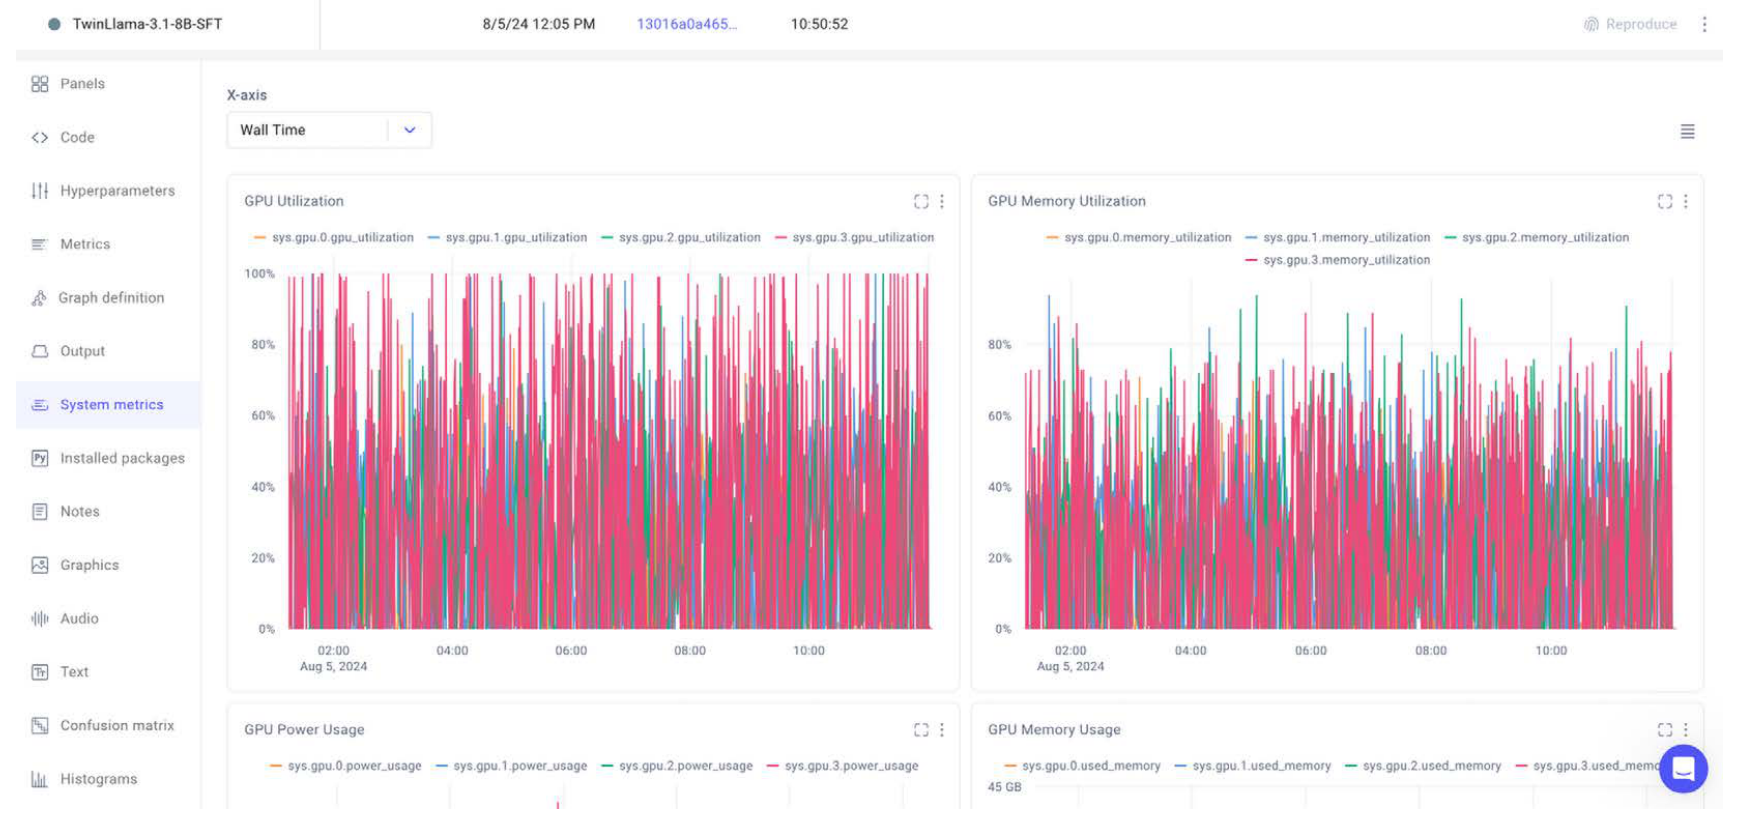 TwinLlama-3.1-8B-SFT 8/5/24 12:05 PM 13016a0a465... 10:50:52 Reproduce
Panels
Code
Hyperparameters
Metrics
Graph definition
Output
System metrics
Installed packages
Notes
Graphics
Audio
Text
Confusion matrix
Histograms
X-axis
Wall Time
GPU Utilization
sys.gpu.0.gpu_utilization sys.gpu.1.gpu_utilization sys.gpu.2.gpu_utilization sys.gpu.3.gpu_utilization
100%
80%
60%
40%
20%
0%
02:00 04:00 06:00 08:00 10:00
Aug 5, 2024
GPU Memory Utilization
sys.gpu.0.memory_utilization sys.gpu.1.memory_utilization sys.gpu.2.memory_utilization
sys.gpu.3.memory_utilization
80%
60%
40%
20%
0%
02:00 04:00 06:00 08:00 10:00
Aug 5, 2024
GPU Power Usage
sys.gpu.0.power_usage sys.gpu.1.power_usage sys.gpu.2.power_usage sys.gpu.3.power_usage
GPU Memory Usage
sys.gpu.0.used_memory sys.gpu.1.used_memory sys.gpu.2.used_memory sys.gpu.3.used_memo
45 GB